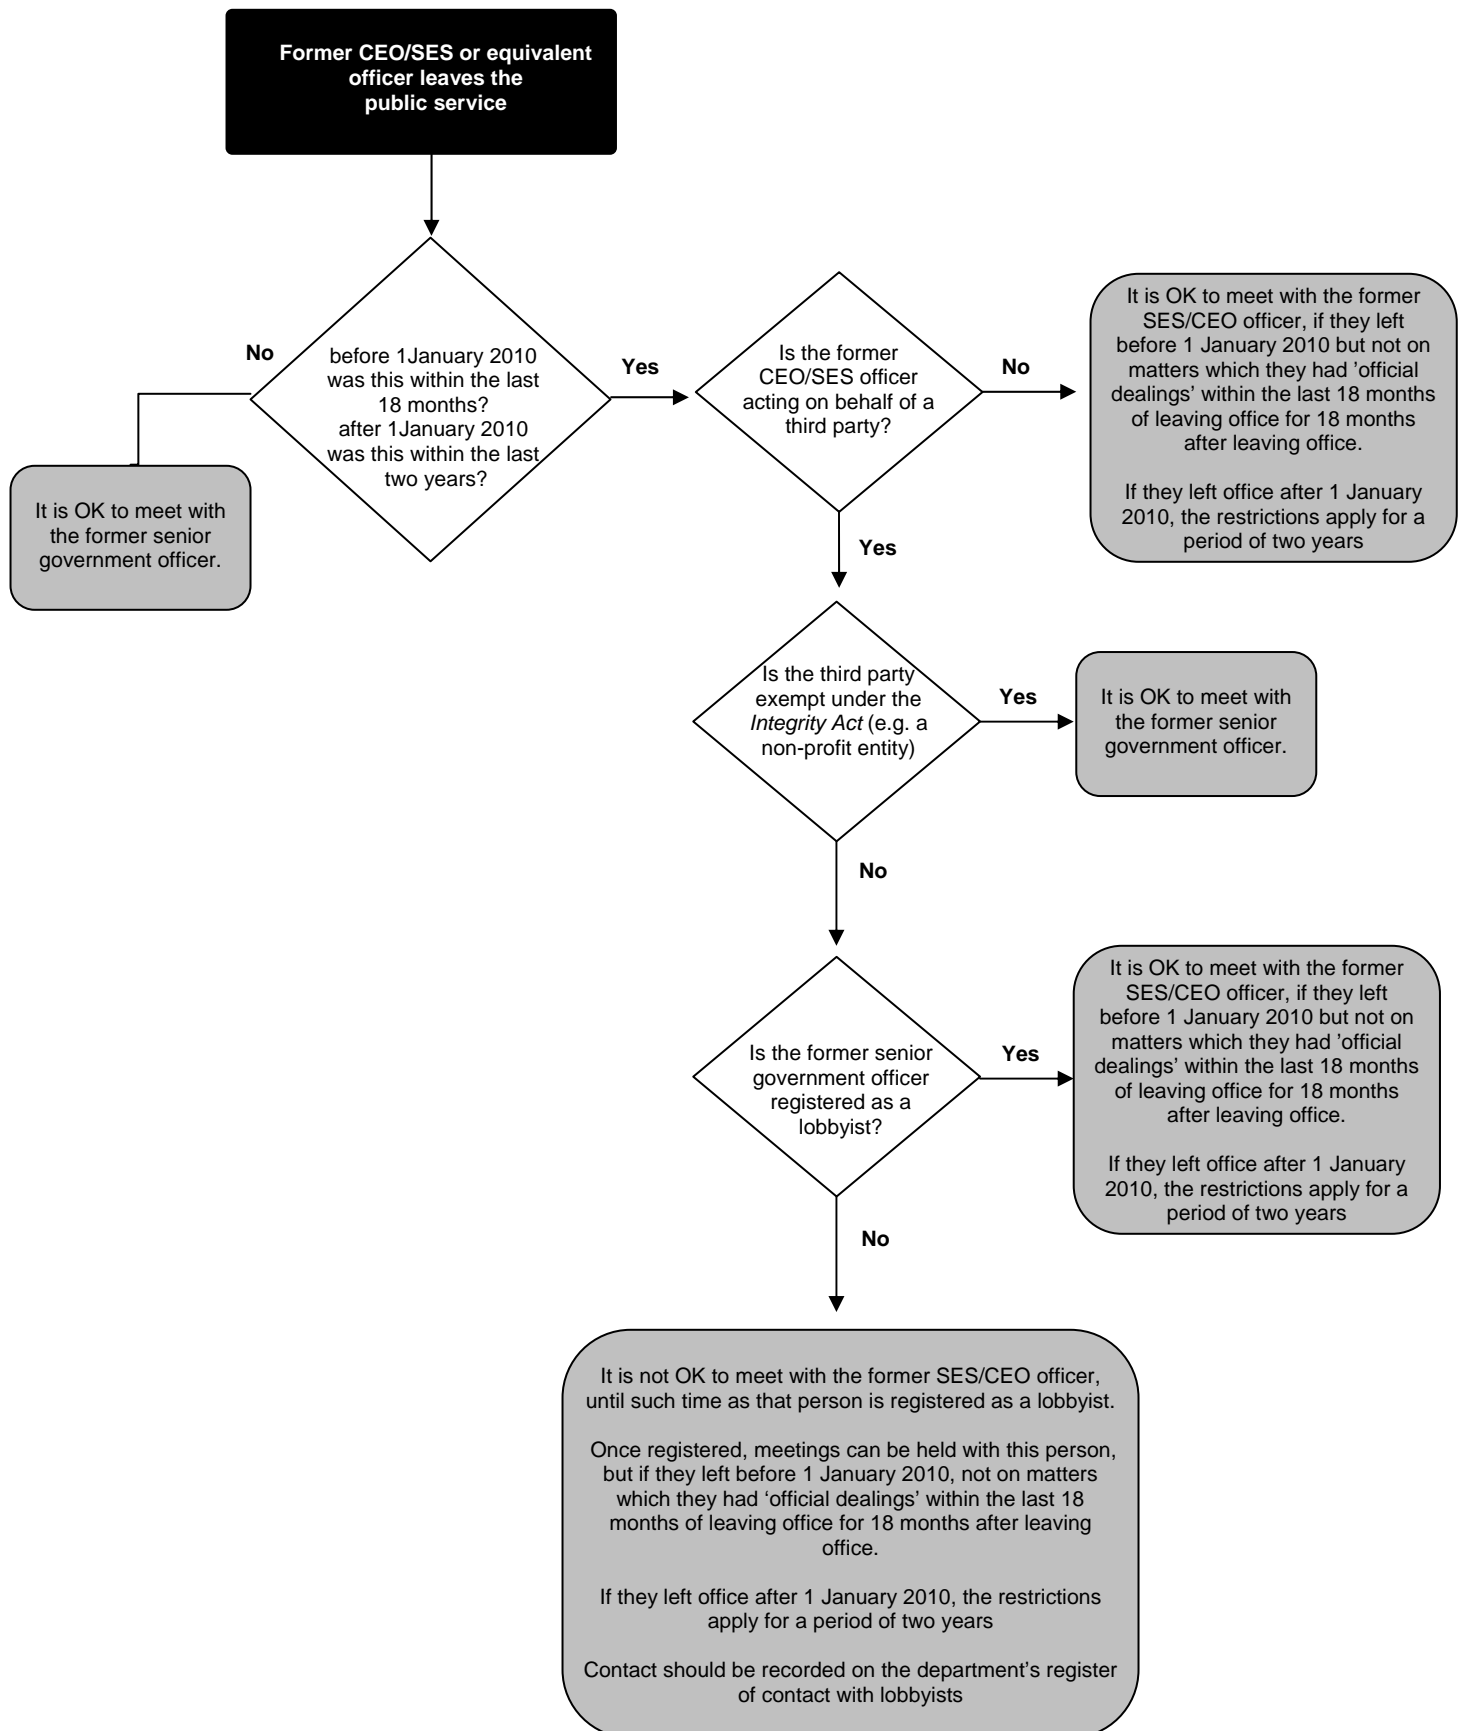 Former CEO/SES or equivalent
officer leaves the
public service
No
before 1January 2010
was this within the last
18 months?
after 1January 2010
was this within the last
two years?
Yes
Is the former
CEO/SES officer
acting on behalf of a
third party?
No
It is OK to meet with the former
SES/CEO officer, if they left
before 1 January 2010 but not on
matters which they had 'official
dealings' within the last 18 months
of leaving office for 18 months
after leaving office.
If they left office after 1 January
2010, the restrictions apply for a
period of two years
It is OK to meet with
the former senior
government officer.
Yes
Is the third party
exempt under the
Integrity Act (e.g. a
non-profit entity)
Yes
It is OK to meet with
the former senior
government officer.
No
Is the former senior
government officer
registered as a
lobbyist?
Yes
It is OK to meet with the former
SES/CEO officer, if they left
before 1 January 2010 but not on
matters which they had 'official
dealings' within the last 18 months
of leaving office for 18 months
after leaving office.
If they left office after 1 January
2010, the restrictions apply for a
period of two years
No
It is not OK to meet with the former SES/CEO officer,
until such time as that person is registered as a lobbyist.
Once registered, meetings can be held with this person,
but if they left before 1 January 2010, not on matters
which they had ‘official dealings’ within the last 18
months of leaving office for 18 months after leaving
office.
If they left office after 1 January 2010, the restrictions
apply for a period of two years
Contact should be recorded on the department’s register
of contact with lobbyists